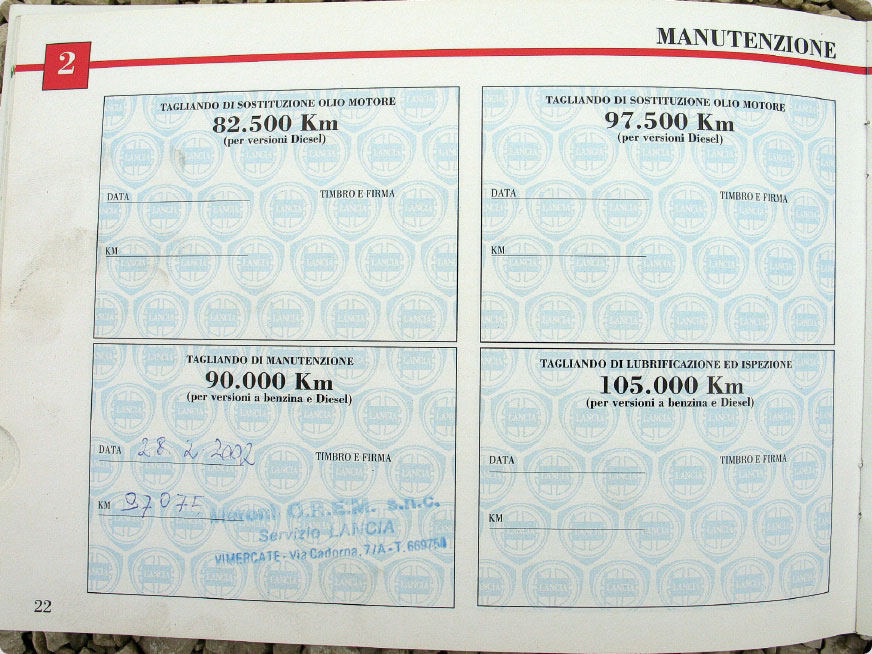 MANUTENZIONE
2
TAGLIANDO DI SOSTITUZIONE OLIO MOTORE
82.500 Km
(per versioni Diesel)
DATA
TIMBRO E FIRMA
KM
TAGLIANDO DI SOSTITUZIONE OLIO MOTORE
97.500 Km
(per versioni Diesel)
DATA
TIMBRO E FIRMA
KM
TAGLIANDO DI MANUTENZIONE
90.000 Km
(per versioni a benzina e Diesel)
DATA 28.2.2002
TIMBRO E FIRMA
KM
O.R.E.M. s.n.c.
Servizio LANCIA
VIMERCATE - Via Cadorna, 7/A - T.
TAGLIANDO DI LUBRIFICAZIONE ED ISPEZIONE
105.000 Km
(per versioni a benzina e Diesel)
DATA
TIMBRO E FIRMA
KM
22